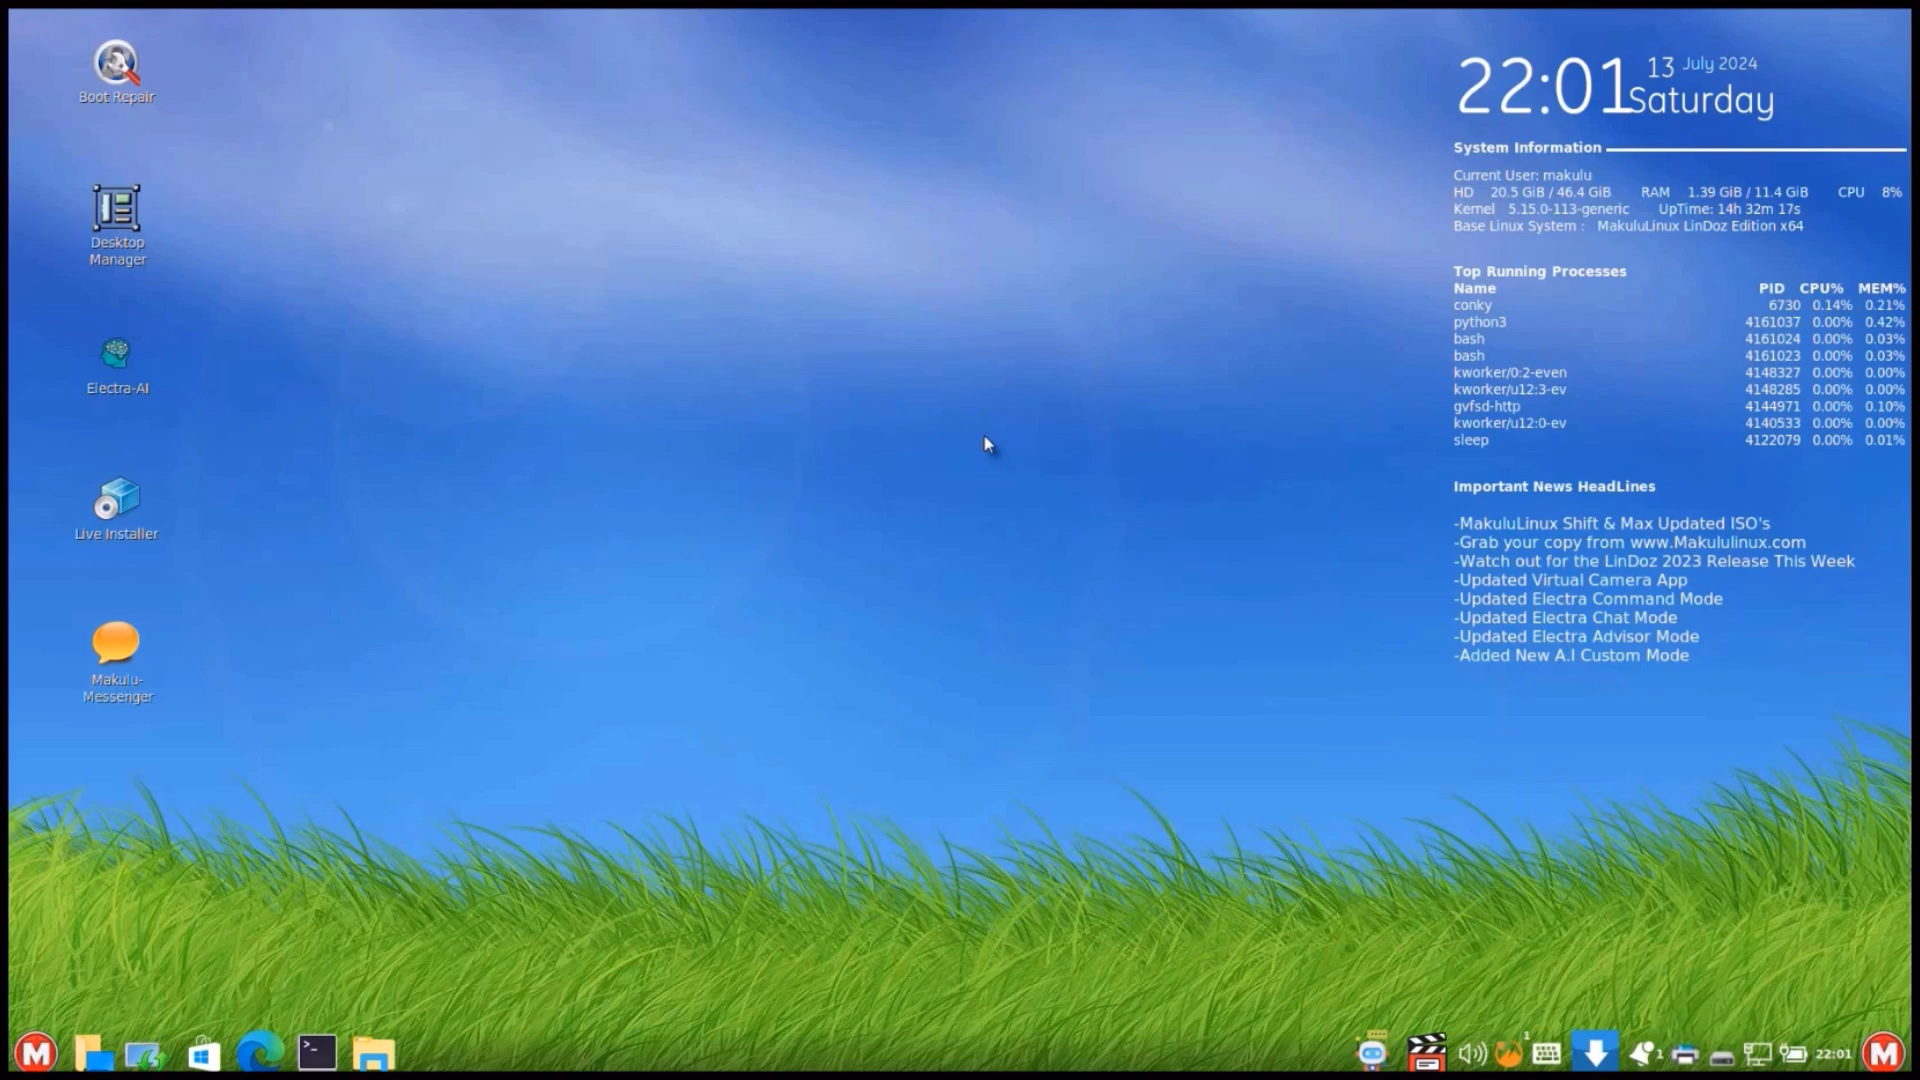 Boot Repair
Desktop
Manager
Electra-AI
Live Installer
Makulu-
Messenger
22:01 13 July 2024
Saturday
System Information
Current User: makulu
HD 20.5 GiB / 46.4 GiB RAM 1.39 GiB / 11.4 GiB CPU 8%
Kernel 5.15.0-113-generic UpTime: 14h 32m 17s
Base Linux System : MakuluLinux LinDoz Edition x64
Top Running Processes
Name PID CPU% MEM%
conky 6730 0.14% 0.21%
python3 4161037 0.00% 0.42%
bash 4161024 0.00% 0.03%
bash 4161023 0.00% 0.03%
kworker/0:2-even 4148327 0.00% 0.00%
kworker/u12:3-ev 4148285 0.00% 0.00%
gvfsd-http 4144971 0.00% 0.10%
kworker/u12:0-ev 4140533 0.00% 0.00%
sleep 4122079 0.00% 0.01%
Important News HeadLines
-MakuluLinux Shift & Max Updated ISO's
-Grab your copy from www.Makululinux.com
-Watch out for the LinDoz 2023 Release This Week
-Updated Virtual Camera App
-Updated Electra Command Mode
-Updated Electra Chat Mode
-Updated Electra Advisor Mode
-Added New A.I Custom Mode
M >_ 1 1 22:01 M